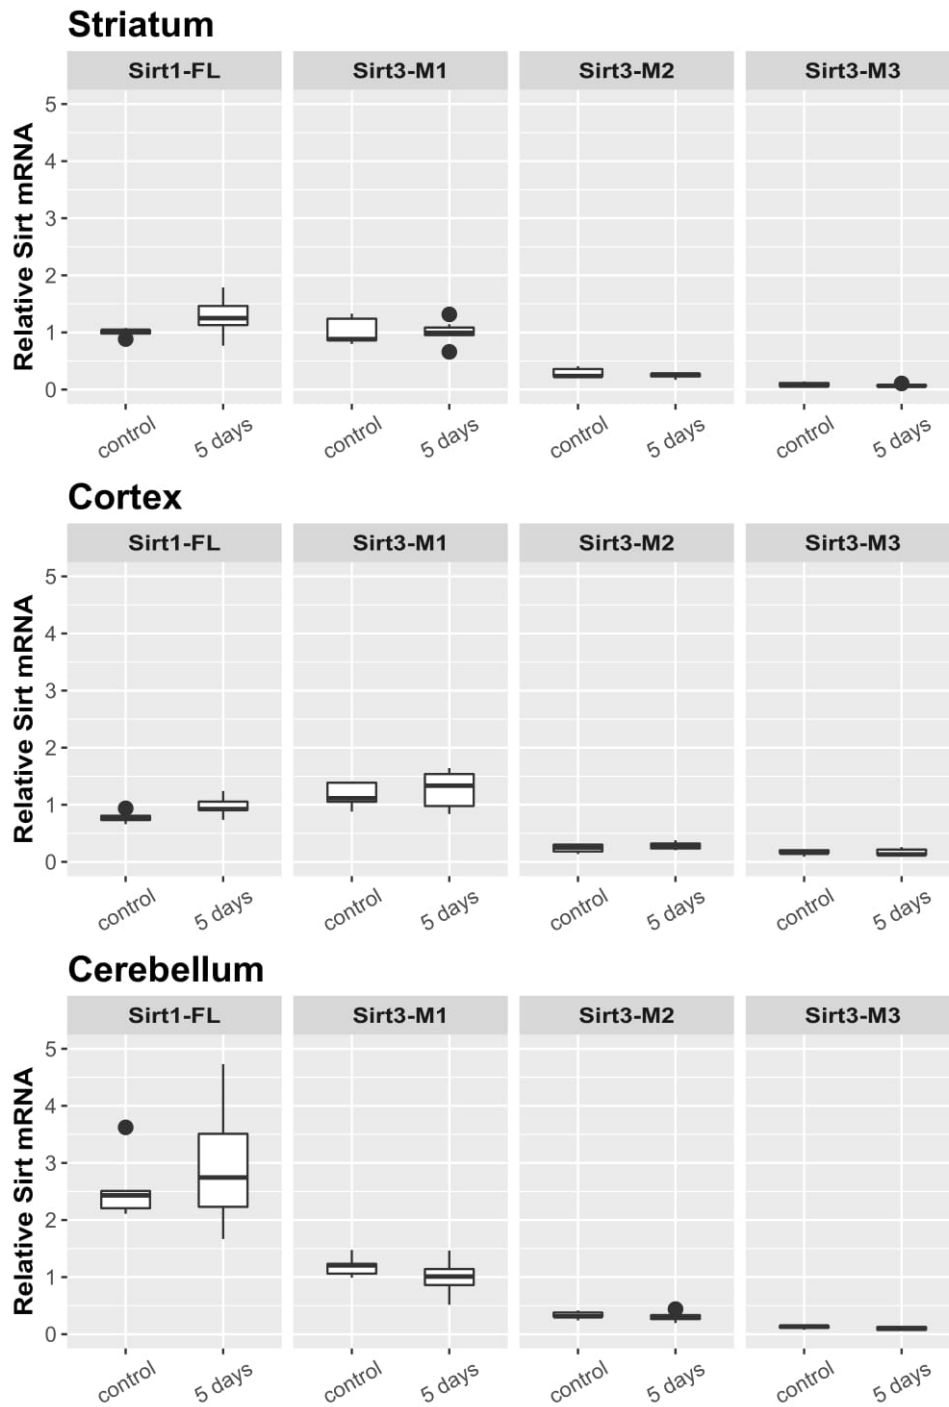 Striatum
Sirt1-FL Sirt3-M1 Sirt3-M2 Sirt3-M3
Relative Sirt mRNA
5
4
3
2
1
0
control 5 days control 5 days control 5 days control 5 days
Cortex
Sirt1-FL Sirt3-M1 Sirt3-M2 Sirt3-M3
Relative Sirt mRNA
5
4
3
2
1
0
control 5 days control 5 days control 5 days control 5 days
Cerebellum
Sirt1-FL Sirt3-M1 Sirt3-M2 Sirt3-M3
Relative Sirt mRNA
5
4
3
2
1
0
control 5 days control 5 days control 5 days control 5 days